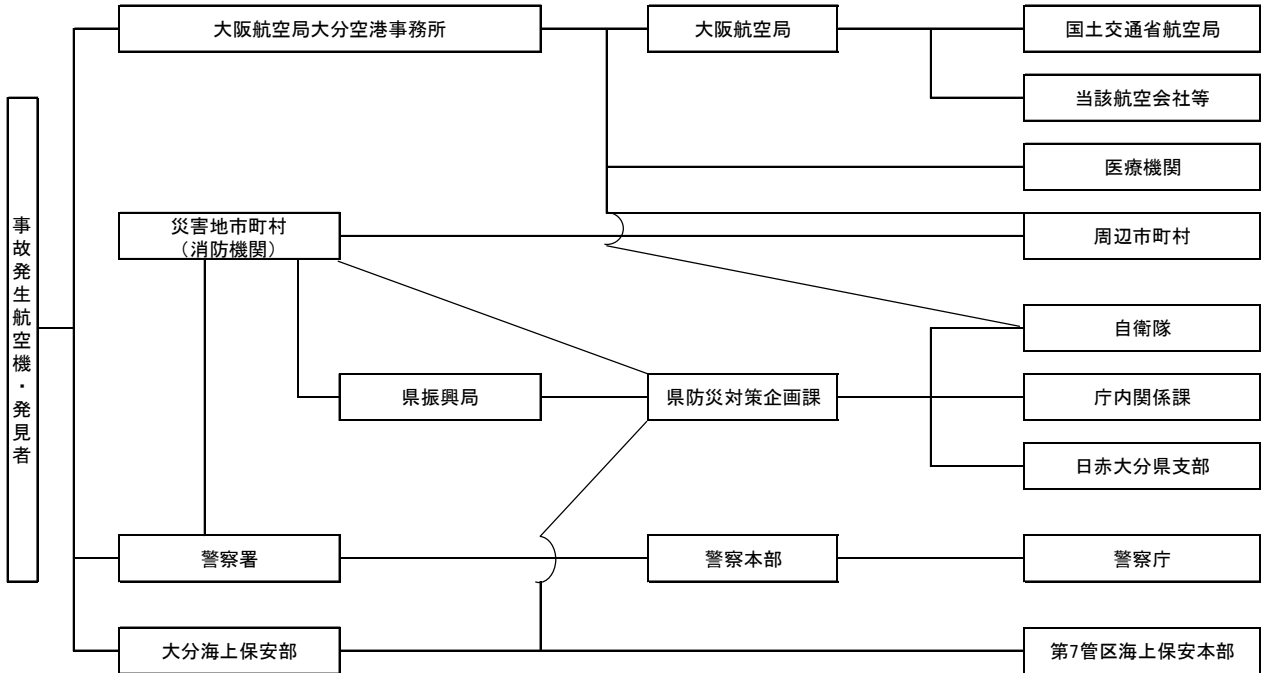 大阪航空局大分空港事務所
大阪航空局
国土交通省航空局
当該航空会社等
医療機関
事故発生航空機・発見者
災害地市町村
（消防機関）
周辺市町村
自衛隊
県振興局
県防災対策企画課
庁内関係課
日赤大分県支部
警察署
警察本部
警察庁
大分海上保安部
第7管区海上保安本部